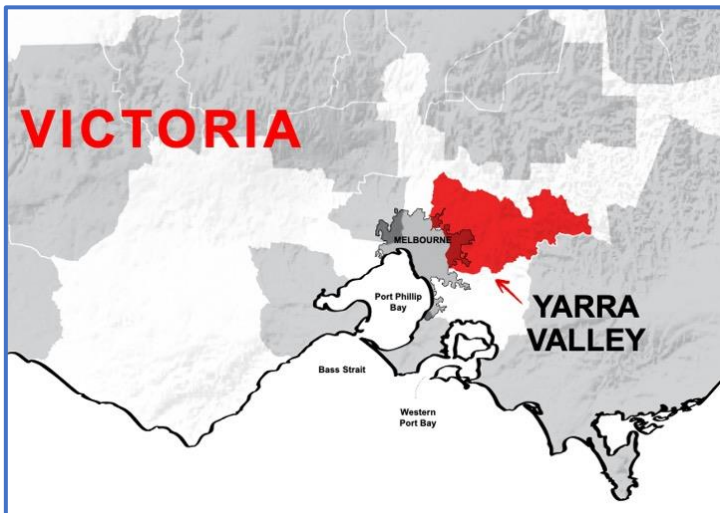 VICTORIA
MELBOURNE
Port Phillip
Bay
YARRA
VALLEY
Bass Strait
Western
Port Bay